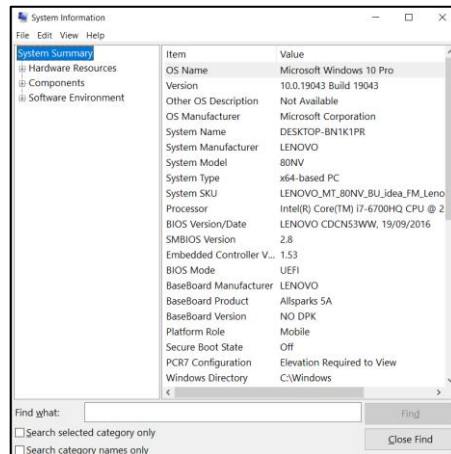 System Information
File Edit View Help
System Summary
Hardware Resources
Components
Software Environment
Item Value
OS Name Microsoft Windows 10 Pro
Version 10.0.19043 Build 19043
Other OS Description Not Available
OS Manufacturer Microsoft Corporation
System Name DESKTOP-BN1K1PR
System Manufacturer LENOVO
System Model 80NV
System Type x64-based PC
System SKU LENOVO_MT_80NV_BU_idea_FM_Leno
Processor Intel(R) Core(TM) i7-6700HQ CPU @ 2
BIOS Version/Date LENOVO CDCN53WW, 19/09/2016
SMBIOS Version 2.8
Embedded Controller V... 1.53
BIOS Mode UEFI
BaseBoard Manufacturer LENOVO
BaseBoard Product Allsparks 5A
BaseBoard Version NO DPK
Platform Role Mobile
Secure Boot State Off
PCR7 Configuration Elevation Required to View
Windows Directory C:\Windows
Find what: Find
Search selected category only Close Find
Search category names only